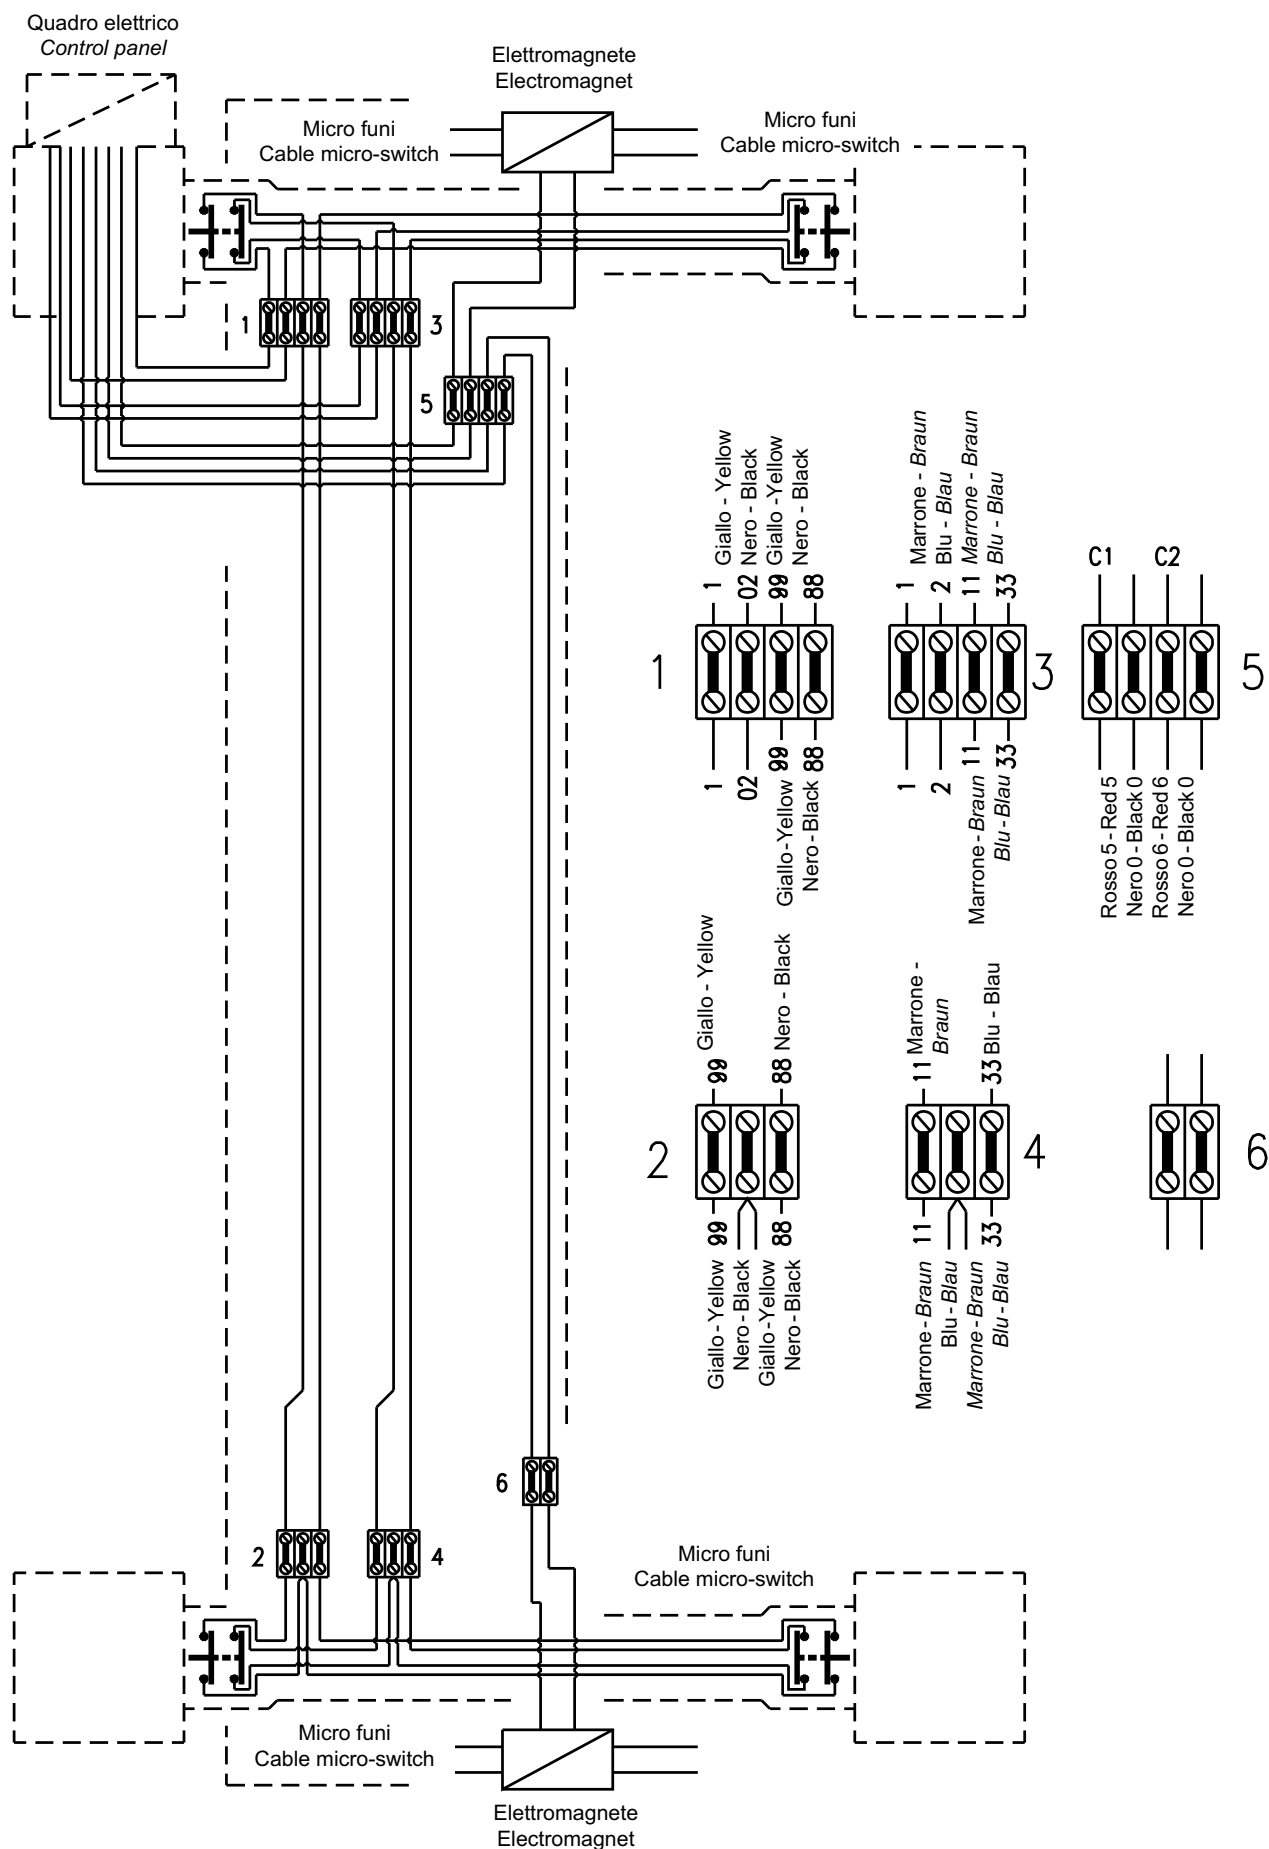 Quadro elettrico
Control panel
Elettromagnete
Electromagnet
Micro funi
Cable micro-switch
Micro funi
Cable micro-switch
1
3
5
Giallo - Yellow
Nero - Black
Giallo - Yellow
Nero - Black
1
02
99
88
1
1
02
99
88
Giallo - Yellow
Nero - Black
Marrone - Braun
Blu - Blau
Marrone - Braun
Blu - Blau
1
2
11
33
3
1
2
11
33
Marrone - Braun
Blu - Blau
C1
C2
5
Rosso 5 - Red 5
Nero 0 - Black 0
Rosso 6 - Red 6
Nero 0 - Black 0
Giallo - Yellow
Nero - Black
99
88
2
99
88
Giallo - Yellow
Nero - Black
Giallo - Yellow
Nero - Black
Marrone -
Braun
Blu - Blau
11
33
4
11
33
Marrone - Braun
Blu - Blau
Marrone - Braun
Blu - Blau
6
6
2
4
Micro funi
Cable micro-switch
Micro funi
Cable micro-switch
Elettromagnete
Electromagnet